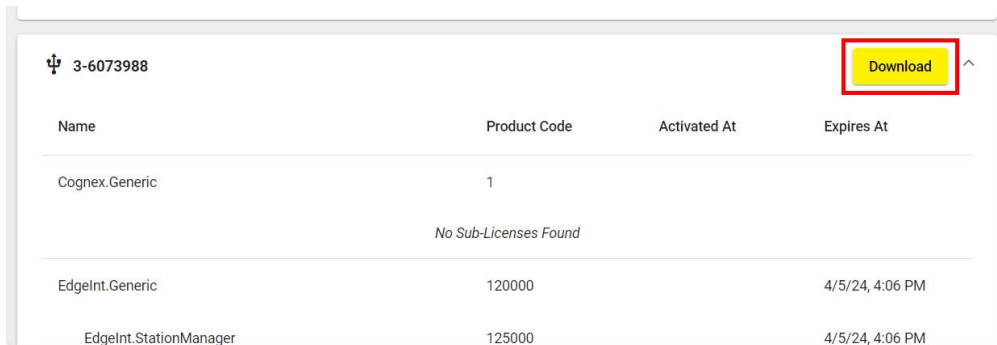 3-6073988 Download
Name Product Code Activated At Expires At
Cognex.Generic 1
No Sub-Licenses Found
EdgeInt.Generic 120000 4/5/24, 4:06 PM
EdgeInt.StationManager 125000 4/5/24, 4:06 PM